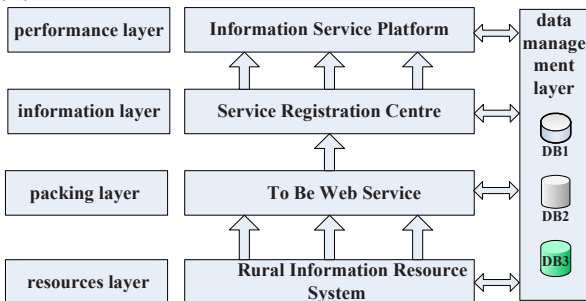 performance layer
Information Service Platform
data
manage
ment
layer
information layer
Service Registration Centre
DB1
packing layer
To Be Web Service
DB2
resources layer
Rural Information Resource
System
DB3